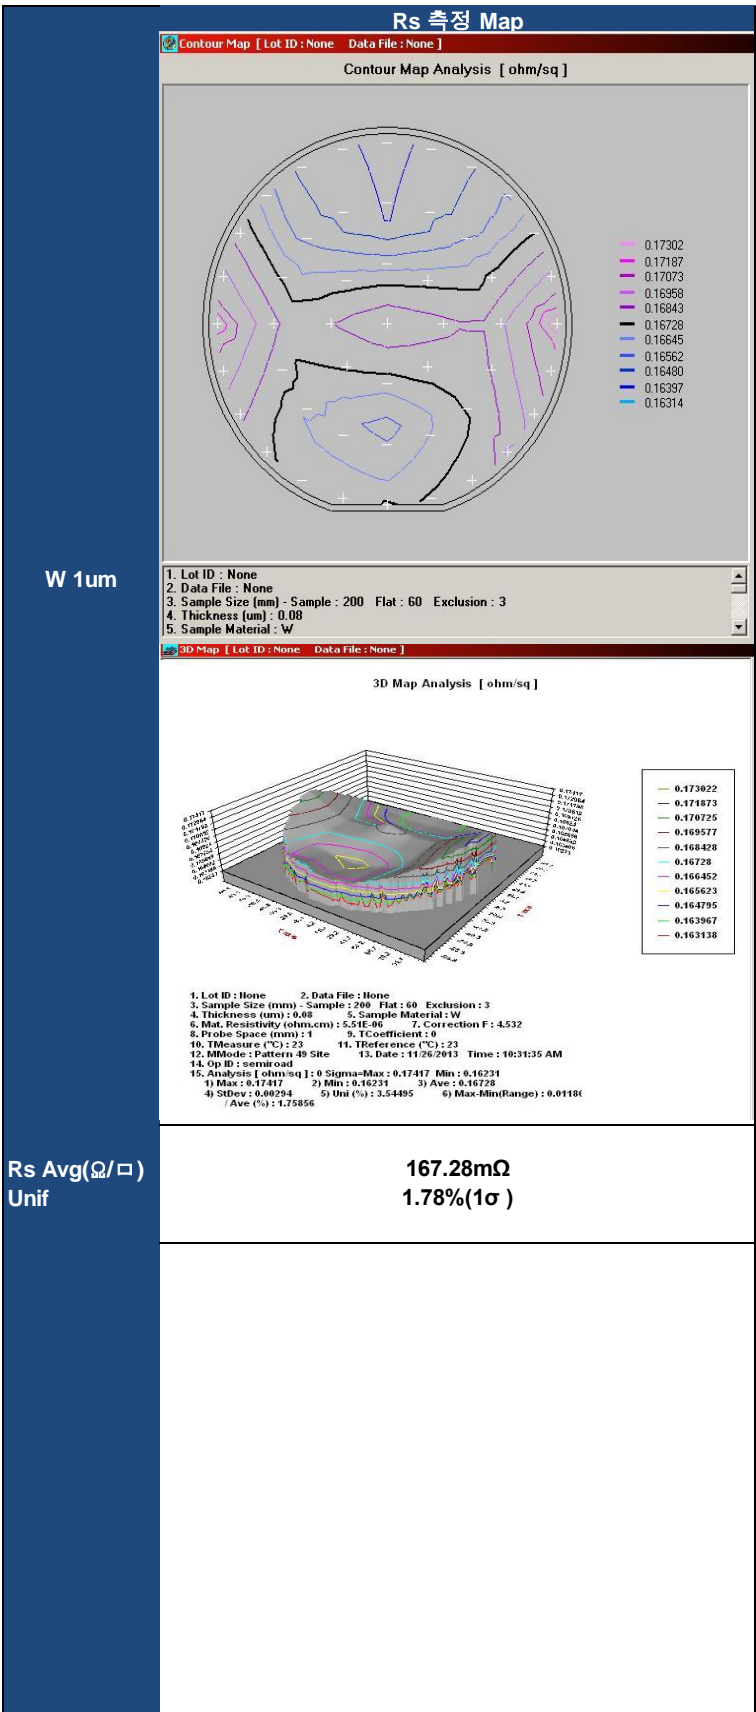 Rs 측정 Map
Contour Map [ Lot ID : None Data File : None ]
Contour Map Analysis [ ohm/sq ]
0.17302
0.17187
0.17073
0.16958
0.16843
0.16728
0.16645
0.16562
0.16480
0.16397
0.16314
W 1um
1. Lot ID : None
2. Data File : None
3. Sample Size (mm) - Sample : 200 Flat : 60 Exclusion : 3
4. Thickness (um) : 0.08
5. Sample Material : W
3D Map [ Lot ID : None Data File : None ]
3D Map Analysis [ ohm/sq ]
0.173022
0.171873
0.170725
0.169577
0.168428
0.16728
0.166452
0.165623
0.164795
0.163967
0.163138
1. Lot ID : None 2. Data File : None
3. Sample Size (mm) - Sample : 200 Flat : 60 Exclusion : 3
4. Thickness (um) : 0.08 5. Sample Material : W
6. Mat. Resistivity (ohm.cm) : 5.51E-06 7. Correction F : 4.532
8. Probe Space (mm) : 1 9. TCoefficient : 0
10. TMeasure (°C) : 23 11. TReference (°C) : 23
12. MMode : Pattern 49 Site 13. Date : 11/26/2013 Time : 10:31:35 AM
14. Op ID : semiroad
15. Analysis [ ohm/sq ] : 0 Sigma=Max : 0.17417 Min : 0.16231
1) Max : 0.17417 2) Min : 0.16231 3) Ave : 0.16728
4) StDev : 0.00294 5) Uni (%) : 3.54495 6) Max-Min(Range) : 0.0118
/ Ave (%) : 1.75856
Rs Avg(Ω/ㅁ)
167.28mΩ
Unif
1.78%(1σ )